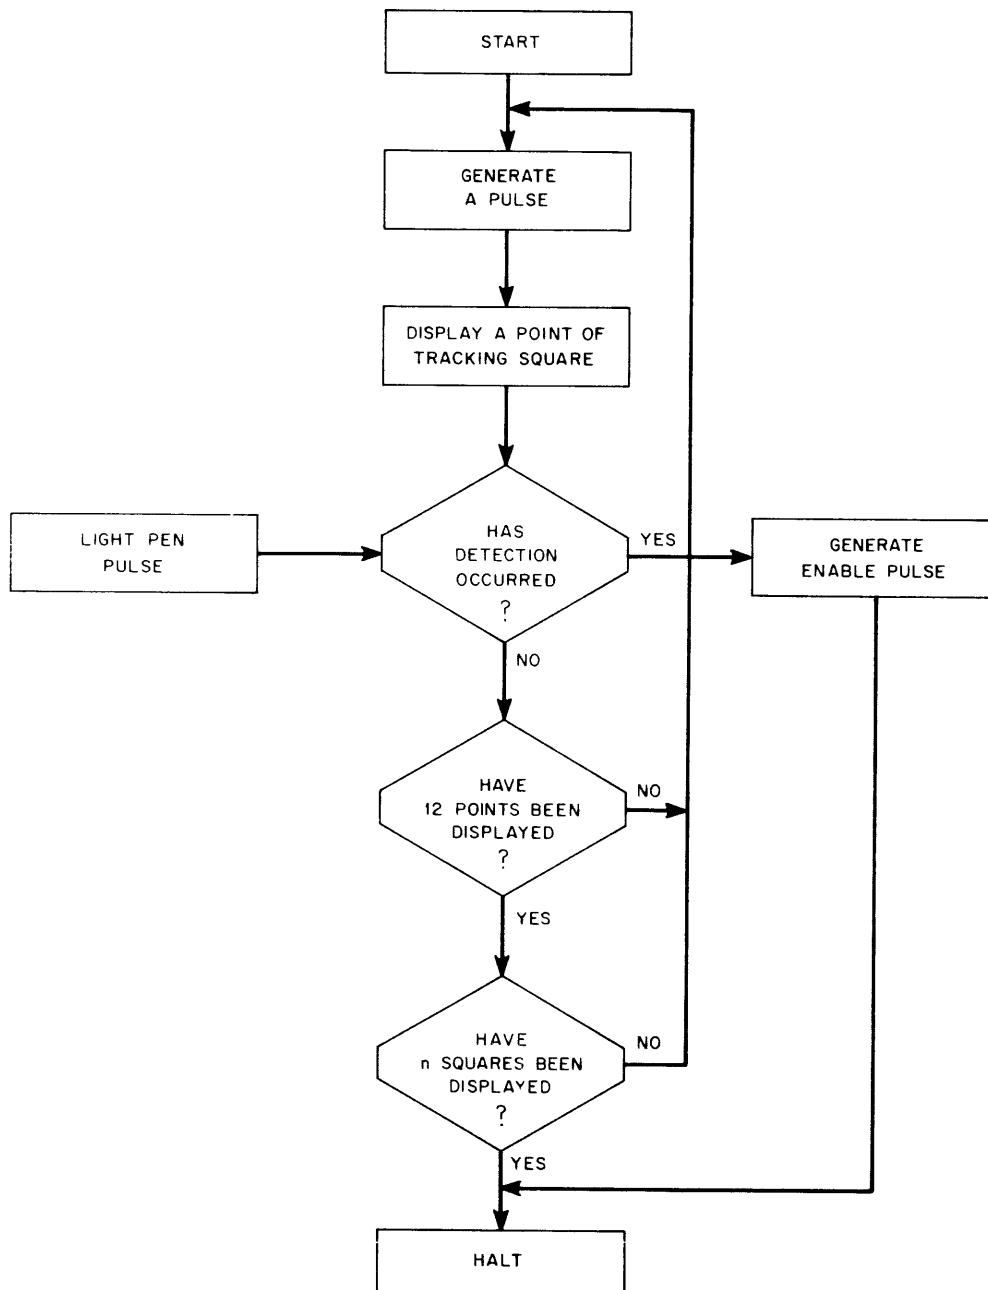 START
GENERATE
A PULSE
DISPLAY A POINT OF
TRACKING SQUARE
LIGHT PEN
PULSE
HAS
DETECTION
OCCURRED
?
YES
GENERATE
ENABLE PULSE
NO
HAVE
12 POINTS BEEN
DISPLAYED
?
NO
YES
HAVE
n SQUARES BEEN
DISPLAYED
?
NO
YES
HALT